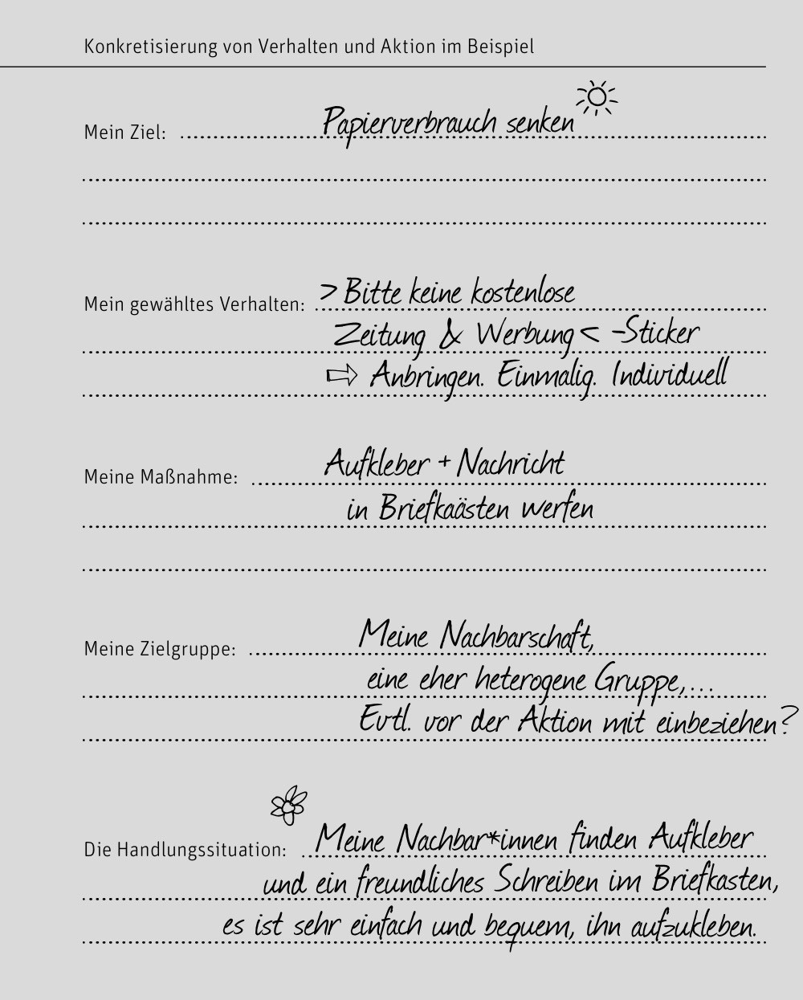 Konkretisierung von Verhalten und Aktion im Beispiel
Mein Ziel: Papierverbrauch senken
Mein gewähltes Verhalten: > Bitte keine kostenlose
Zeitung & Werbung < -Sticker
⇨ Anbringen. Einmalig. Individuell
Meine Maßnahme: Aufkleber + Nachricht
in Briefkaästen werfen
Meine Zielgruppe: Meine Nachbarschaft,
eine eher heterogene Gruppe,...
Evtl. vor der Aktion mit einbeziehen?
Die Handlungssituation: Meine Nachbar*innen finden Aufkleber
und ein freundliches Schreiben im Briefkasten,
es ist sehr einfach und bequem, ihn aufzukleben.